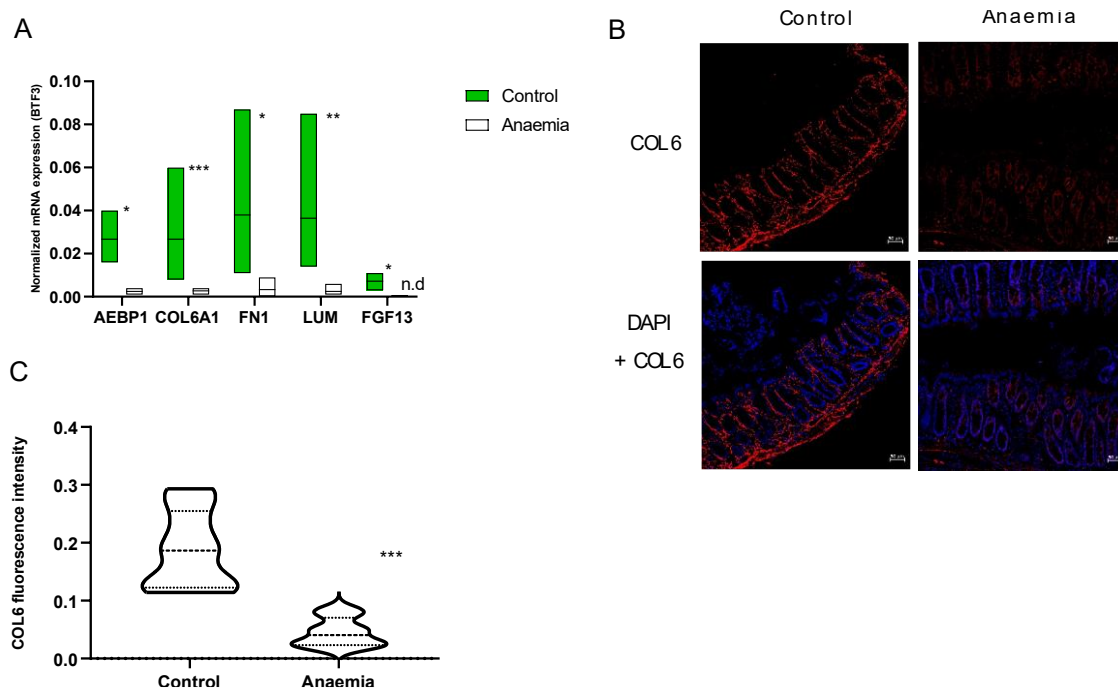 A
Normalized mRNA expression (BTF3)
0.10
0.08
0.06
0.04
0.02
0.00
*
***
*
**
*
n.d
AEBP1 COL6A1 FN1 LUM FGF13
Control
Anaemia
B
Control Anaemia
COL6
DAPI
+ COL6
C
COL6 fluorescence intensity
0.4
0.3
0.2
0.1
0.0
***
Control Anaemia